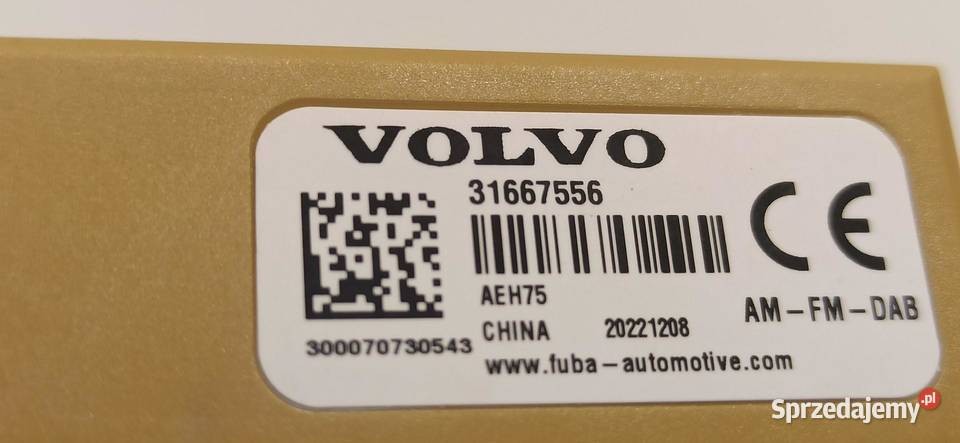 VOLVO
31667556
CE
AEH75
AM-FM-DAB
CHINA 20221208
300070730543
www.fuba-automotive.com
Sprzedajemy.pl